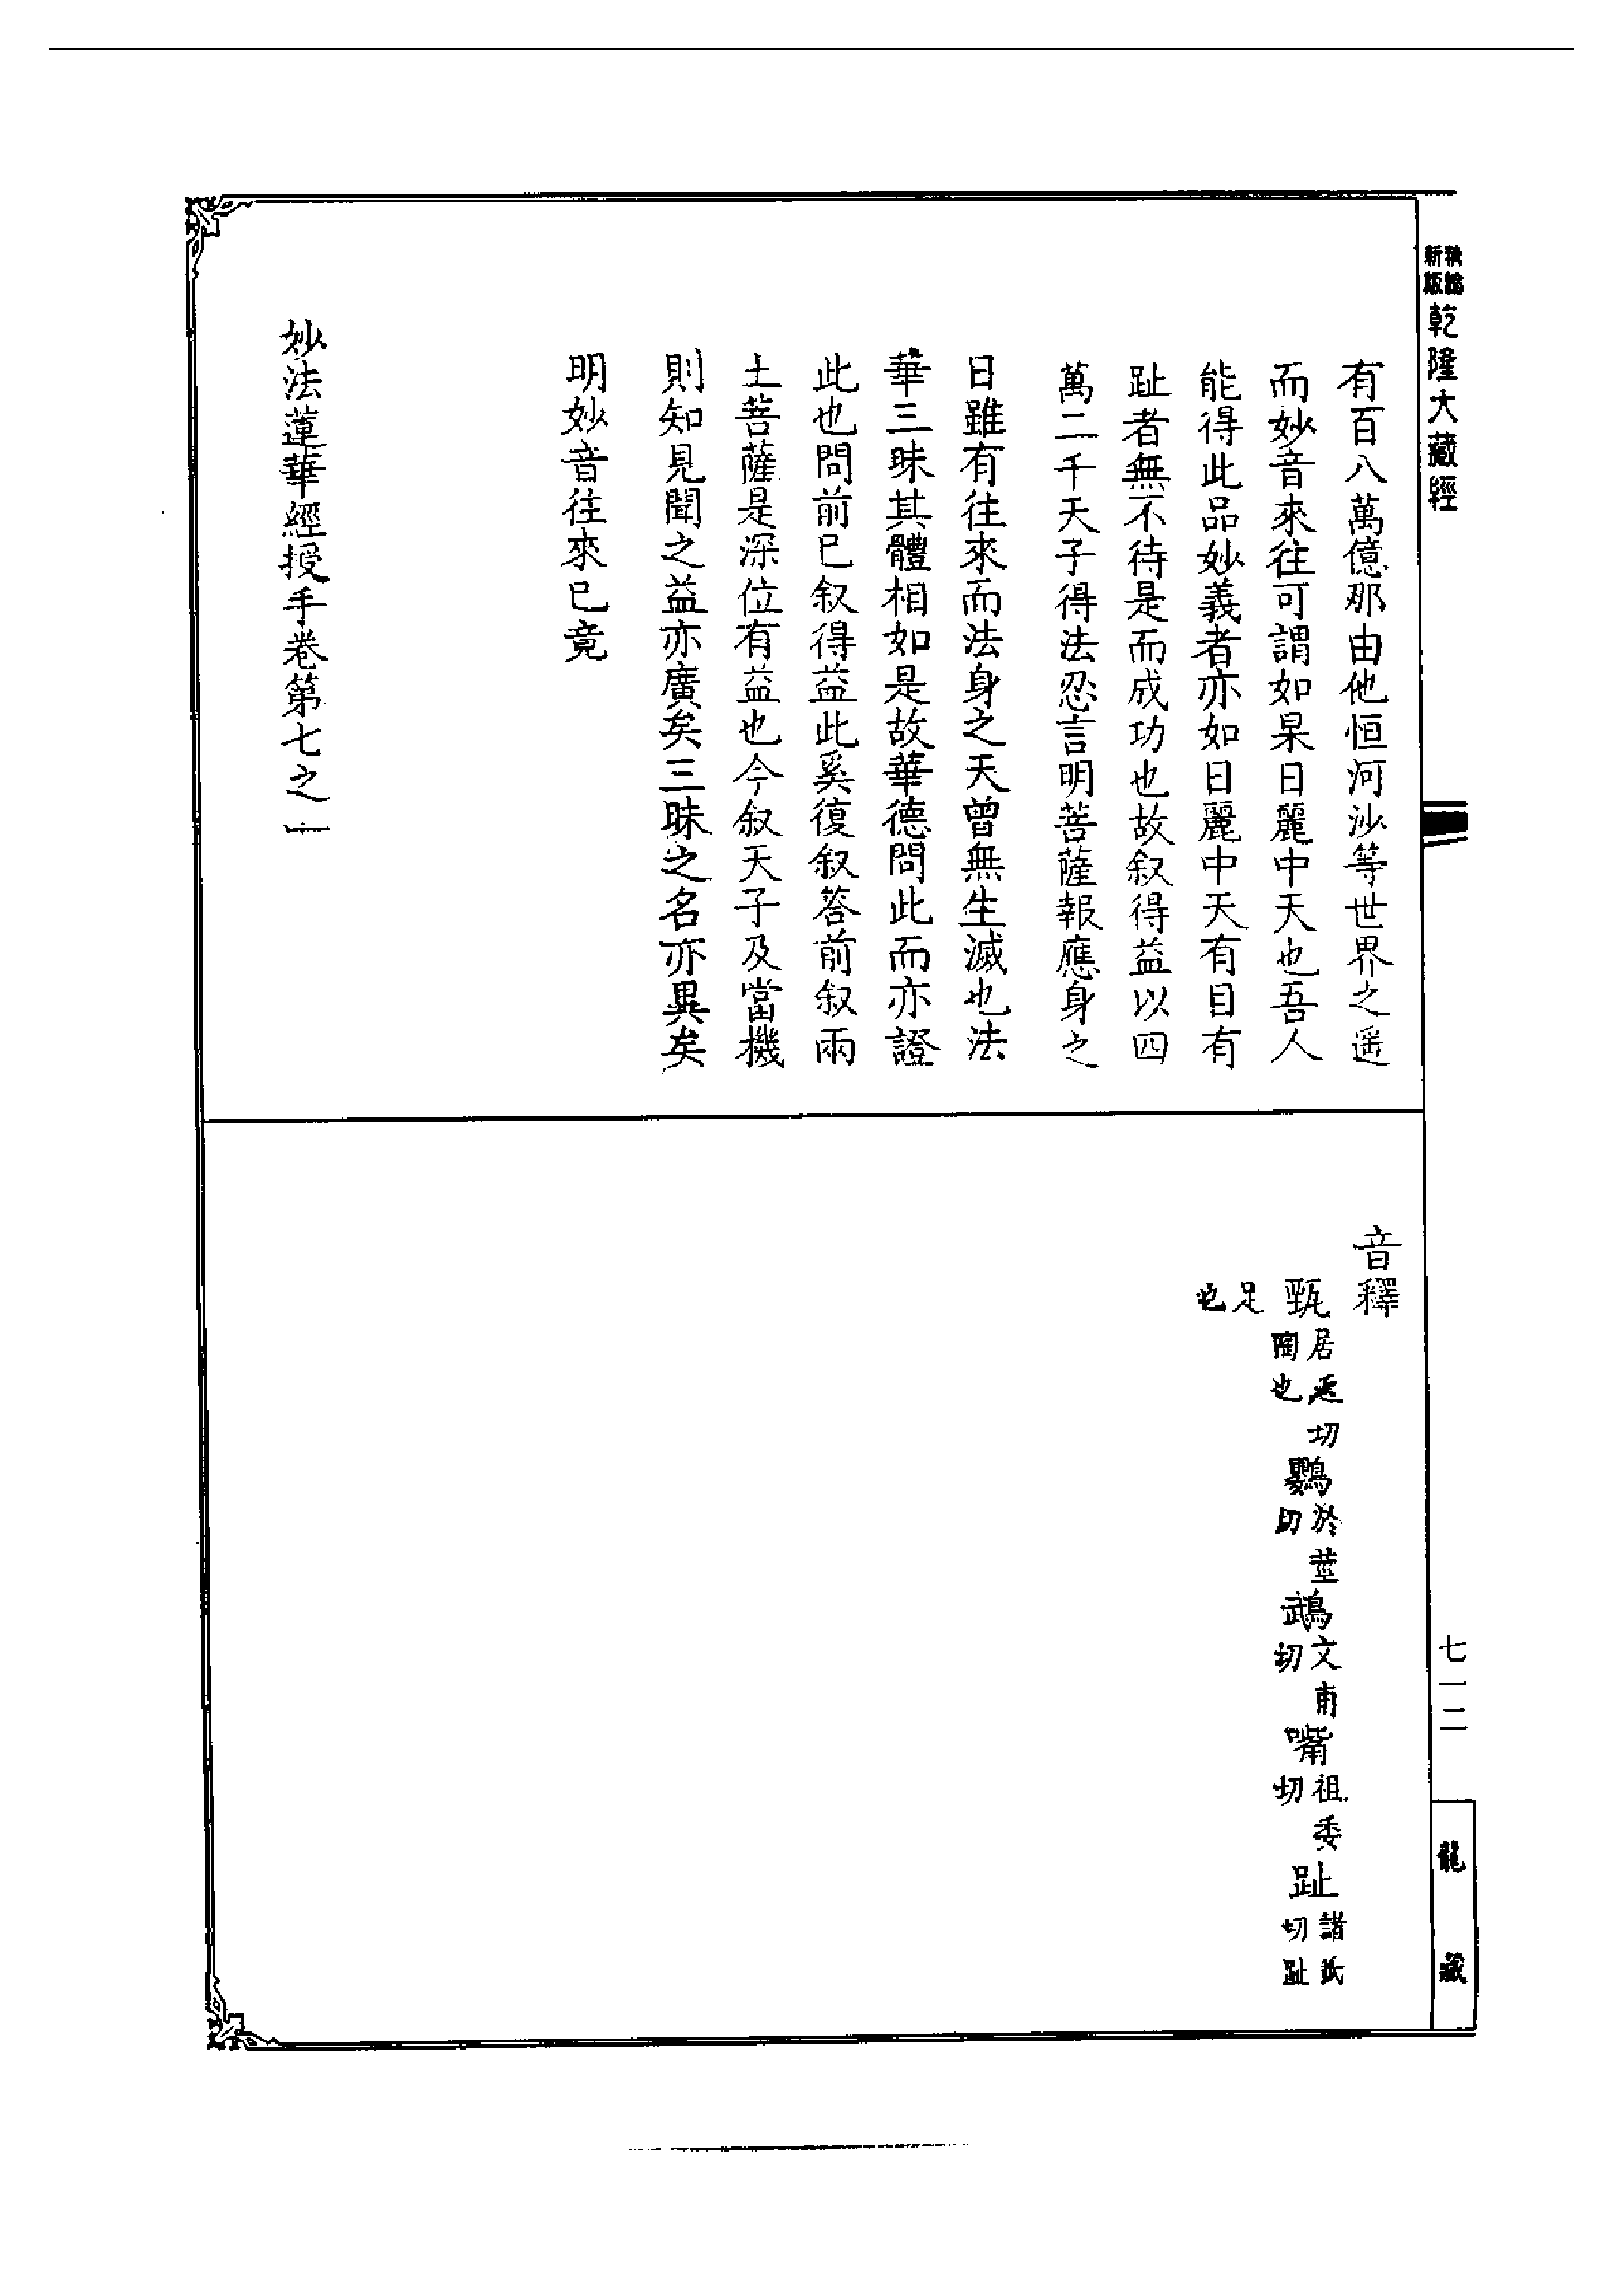 新編
縮版
乾隆大藏經
有百八萬億那由他恒河沙等世界之遥
而妙音來往可謂如杲日麗中天也吾人
能得此品妙義者亦如日麗中天有目有
趾者無不待是而成功也故叙得益以四
萬二千天子得法忍言明菩薩報應身之
日雖有往來而法身之天曾無生滅也法
華三昧其體相如是故華德問此而亦證
此也問前已叙得益此奚復叙答前叙兩
土菩薩是深位有益也今叙天子及當機
則知見聞之益亦廣矣三昧之名亦異矣
明妙音往來已竟
妙法蓮華經授手卷第七之一
音釋
甄居延切陶也鸚於莖切鵡文甫切嘴祖委切趾諸氏切趾
足也
七一二
龍藏